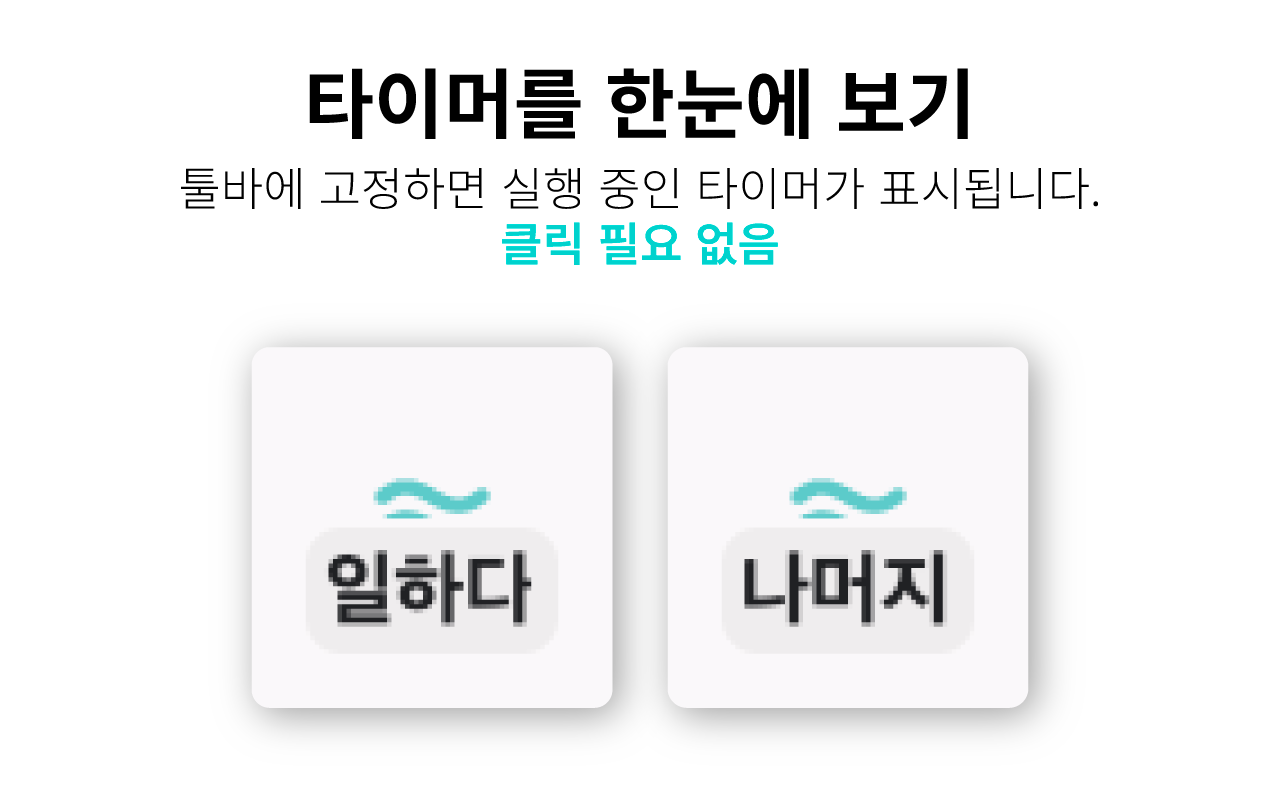 타이머를 한눈에 보기
툴바에 고정하면 실행 중인 타이머가 표시됩니다.
클릭 필요 없음
일하다
나머지